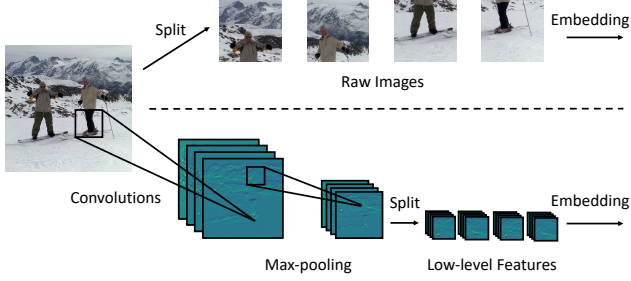 Split
Embedding
Raw Images
Convolutions
Split
Embedding
Max-pooling
Low-level Features